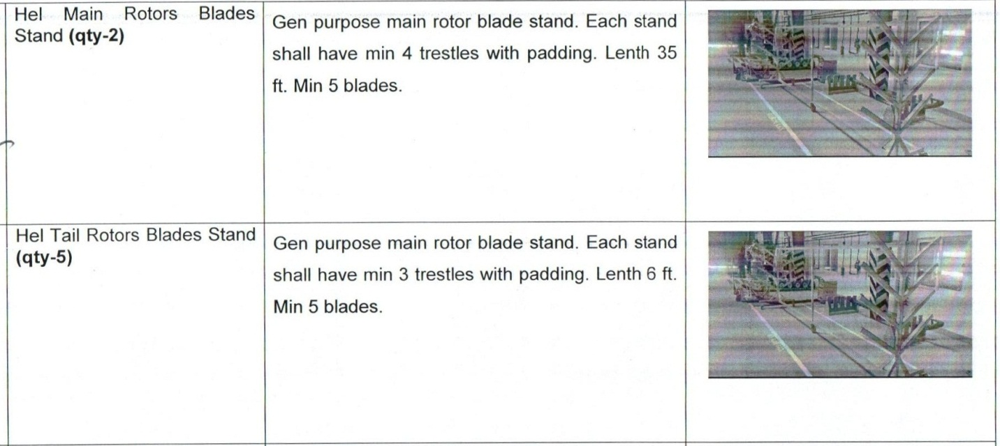 Hel Main Rotors Blades
Stand (qty-2)
Gen purpose main rotor blade stand. Each stand
shall have min 4 trestles with padding. Lenth 35
ft. Min 5 blades.
Hel Tail Rotors Blades Stand
(qty-5)
Gen purpose main rotor blade stand. Each stand
shall have min 3 trestles with padding. Lenth 6 ft.
Min 5 blades.